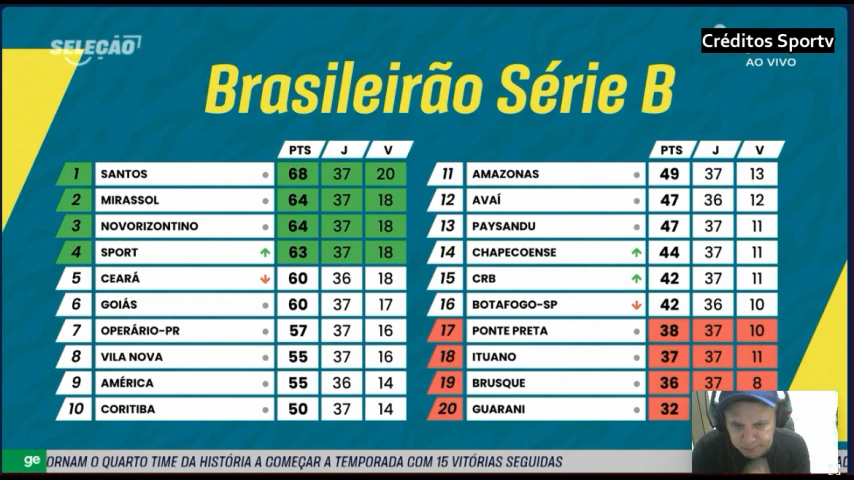 SELEÇÃO
Créditos Sportv
AO VIVO
Brasileirão Série B
PTS J V
1 SANTOS 68 37 20
2 MIRASSOL 64 37 18
3 NOVORIZONTINO 64 37 18
4 SPORT 63 37 18
5 CEARÁ 60 36 18
6 GOIÁS 60 37 17
7 OPERÁRIO-PR 57 37 16
8 VILA NOVA 55 37 16
9 AMÉRICA 55 36 14
10 CORITIBA 50 37 14
PTS J V
11 AMAZONAS 49 37 13
12 AVAÍ 47 36 12
13 PAYSANDU 47 37 11
14 CHAPECOENSE 44 37 11
15 CRB 42 37 11
16 BOTAFOGO-SP 42 36 10
17 PONTE PRETA 38 37 10
18 ITUANO 37 37 11
19 BRUSQUE 36 37 8
20 GUARANI 32
ge ORNAM O QUARTO TIME DA HISTÓRIA A COMEÇAR A TEMPORADA COM 15 VITÓRIAS SEGUIDAS